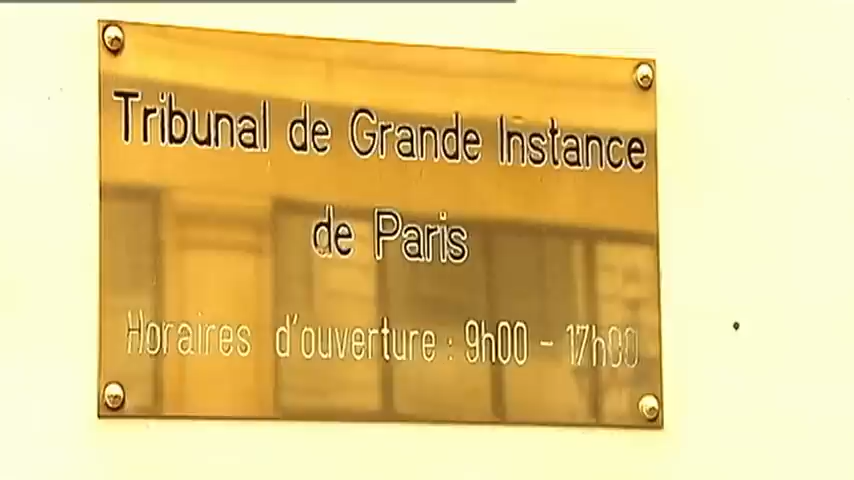 Tribunal de Grande Instance
de Paris
Horaires d'ouverture : 9h00 - 17h00